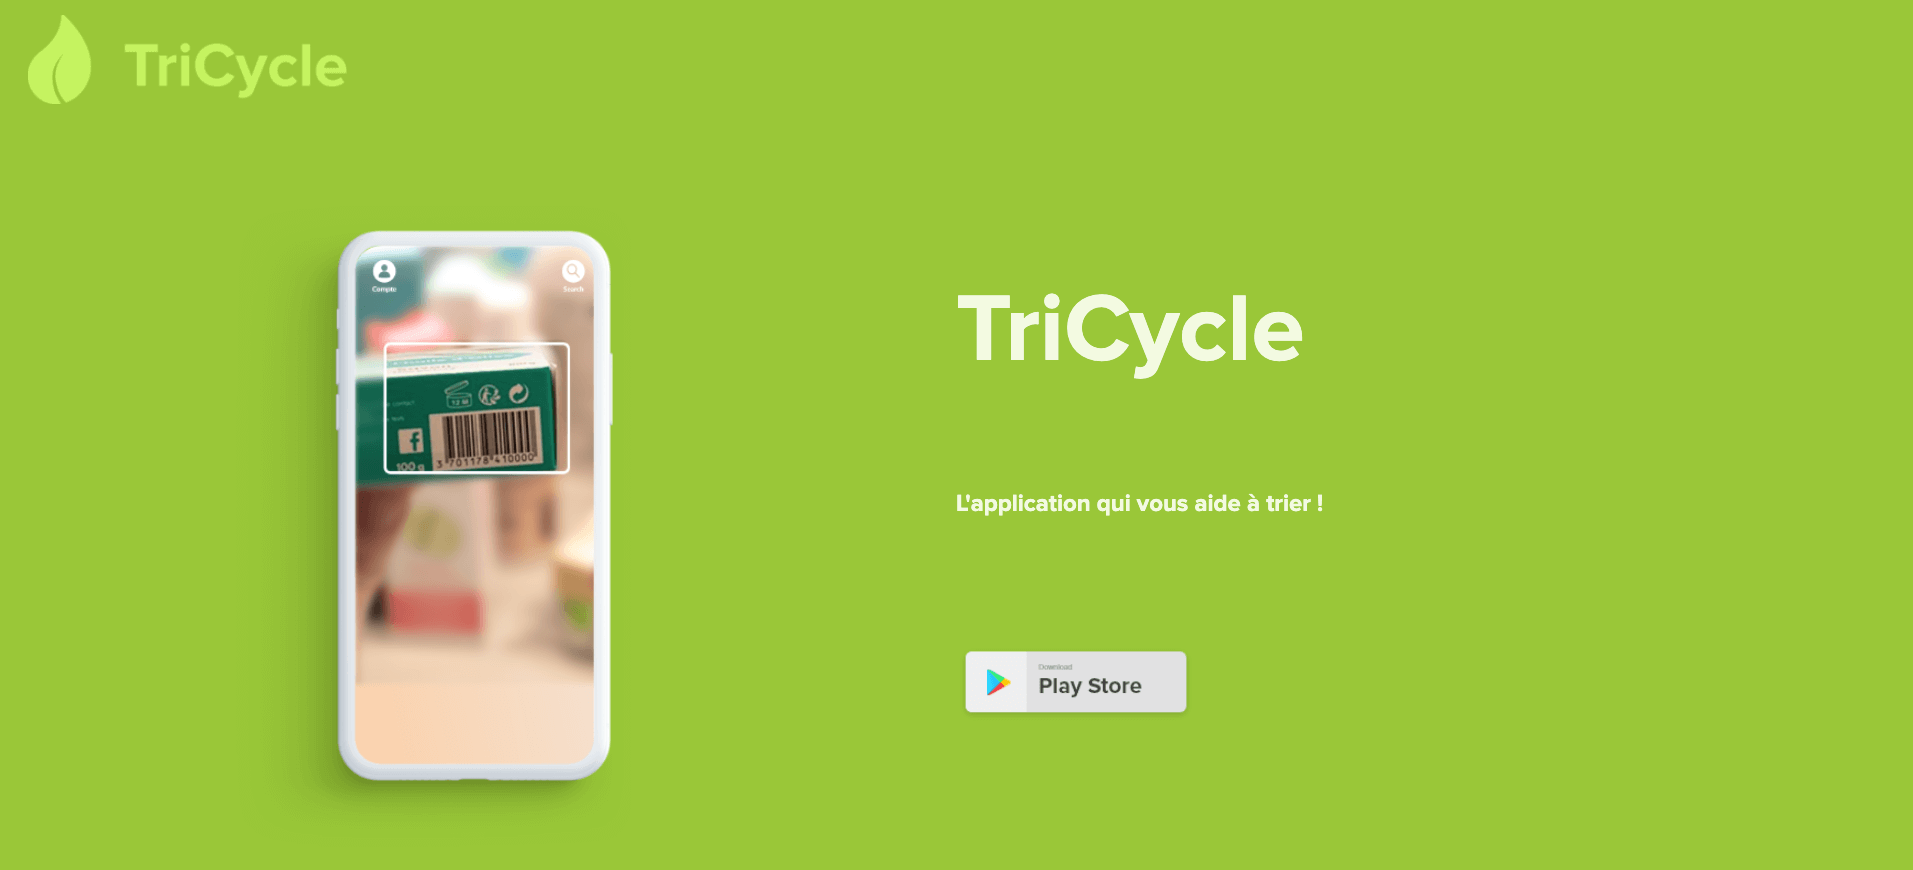 TriCycle
Compte
Search
12 M
100 g
3 701178 410000
TriCycle
L'application qui vous aide à trier !
Download
Play Store